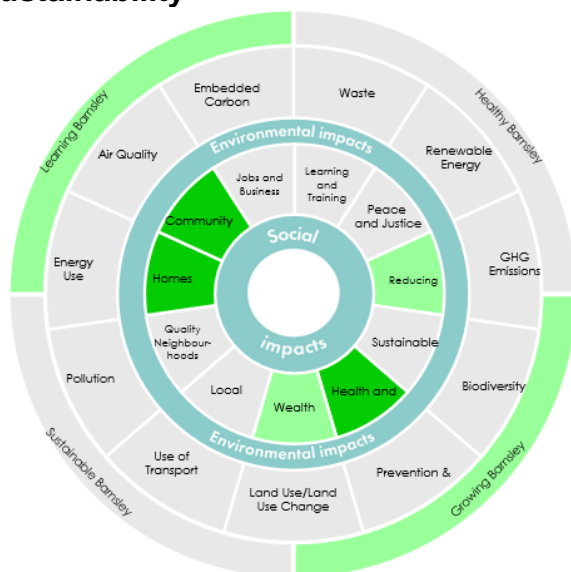 Learning Barnsley
Healthy Barnsley
Growing Barnsley
Sustainable Barnsley
Embedded
Carbon
Waste
Renewable
Energy
GHG
Emissions
Biodiversity
Prevention &
Land Use/Land
Use Change
Use of
Transport
Pollution
Energy
Use
Air Quality
Environmental impacts
Environmental impacts
Jobs and
Business
Learning
and
Training
Peace
and Justice
Reducing
Sustainable
Health and
Wealth
Local
Quality
Neighbour-
hoods
Homes
Community
Social
impacts